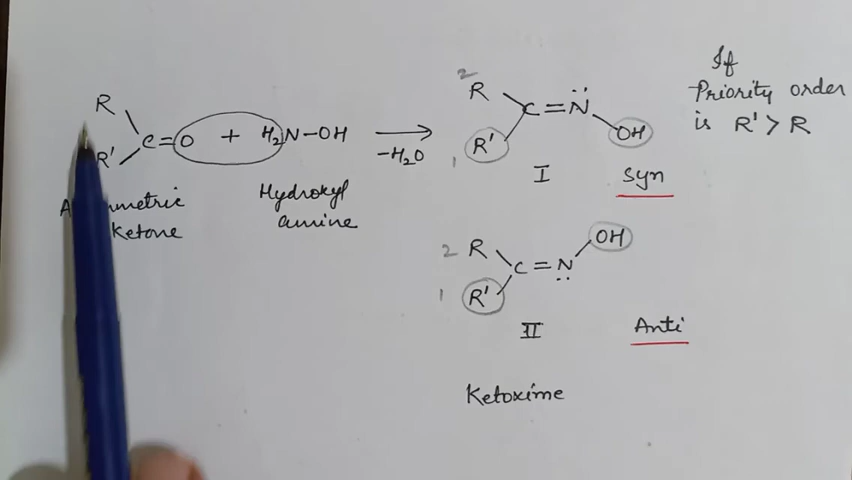 R
R' C=O + H₂N-OH → -H₂O
ketone
Hydroxyl
amine
2 R
C=N̈
1 R' OH
I Syn
If
Priority order
is R' > R
2 R OH
C=N
1 R' ..
II Anti
Ketoxime